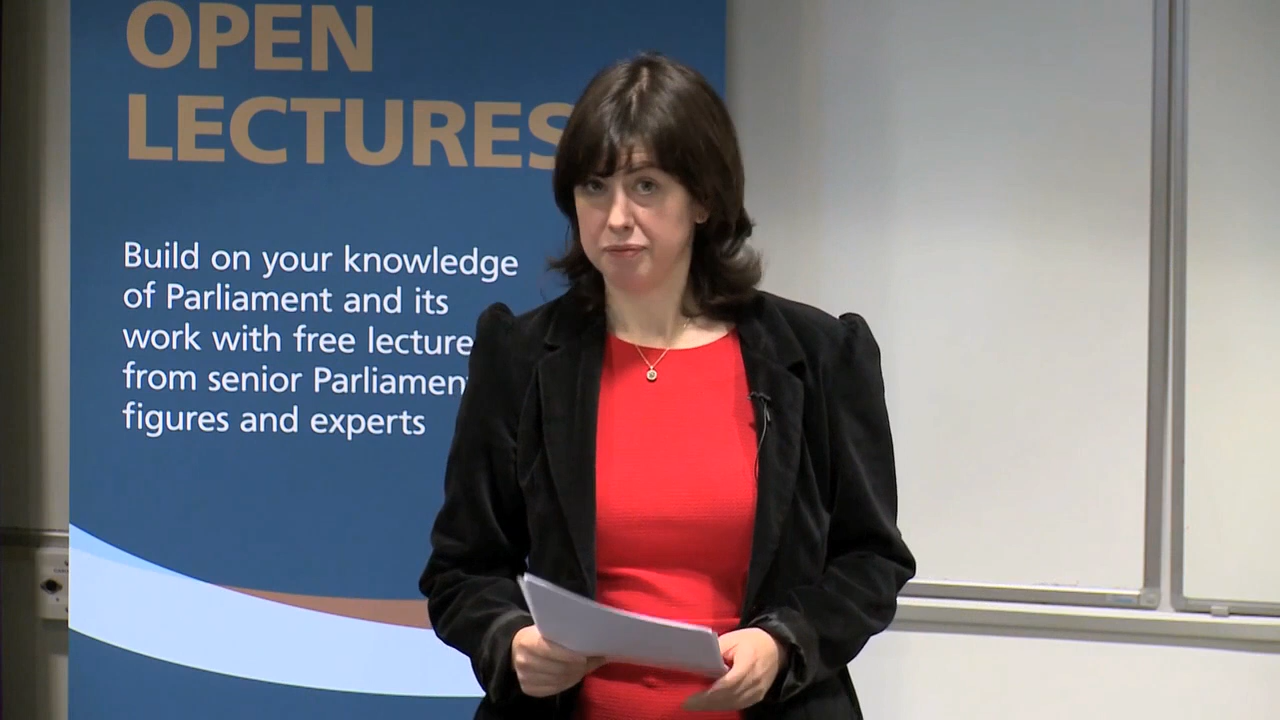 OPEN
LECTURES
Build on your knowledge
of Parliament and its
work with free lecture
from senior Parliamen
figures and experts